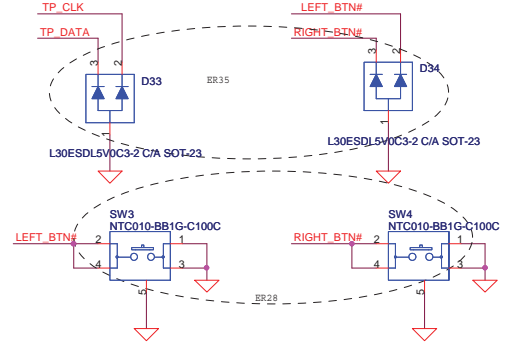 TP_CLK
LEFT_BTN#
TP_DATA
RIGHT_BTN#
3
2
3
2
D33
D34
ER35
1
1
L30ESDL5V0C3-2 C/A SOT-23
L30ESDL5V0C3-2 C/A SOT-23
SW3
SW4
NTC010-BB1G-C100C
NTC010-BB1G-C100C
LEFT_BTN#
2
1
RIGHT_BTN#
2
1
4
3
4
3
5
5
ER28